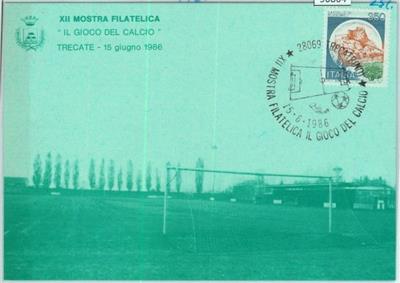 XII MOSTRA FILATELICA
"IL GIOCO DEL CALCIO"
TRECATE - 15 giugno 1986
350
ITALIA
28069
XII MOSTRA FILATELICA IL GIOCO DEL CALCIO
15-6-1986